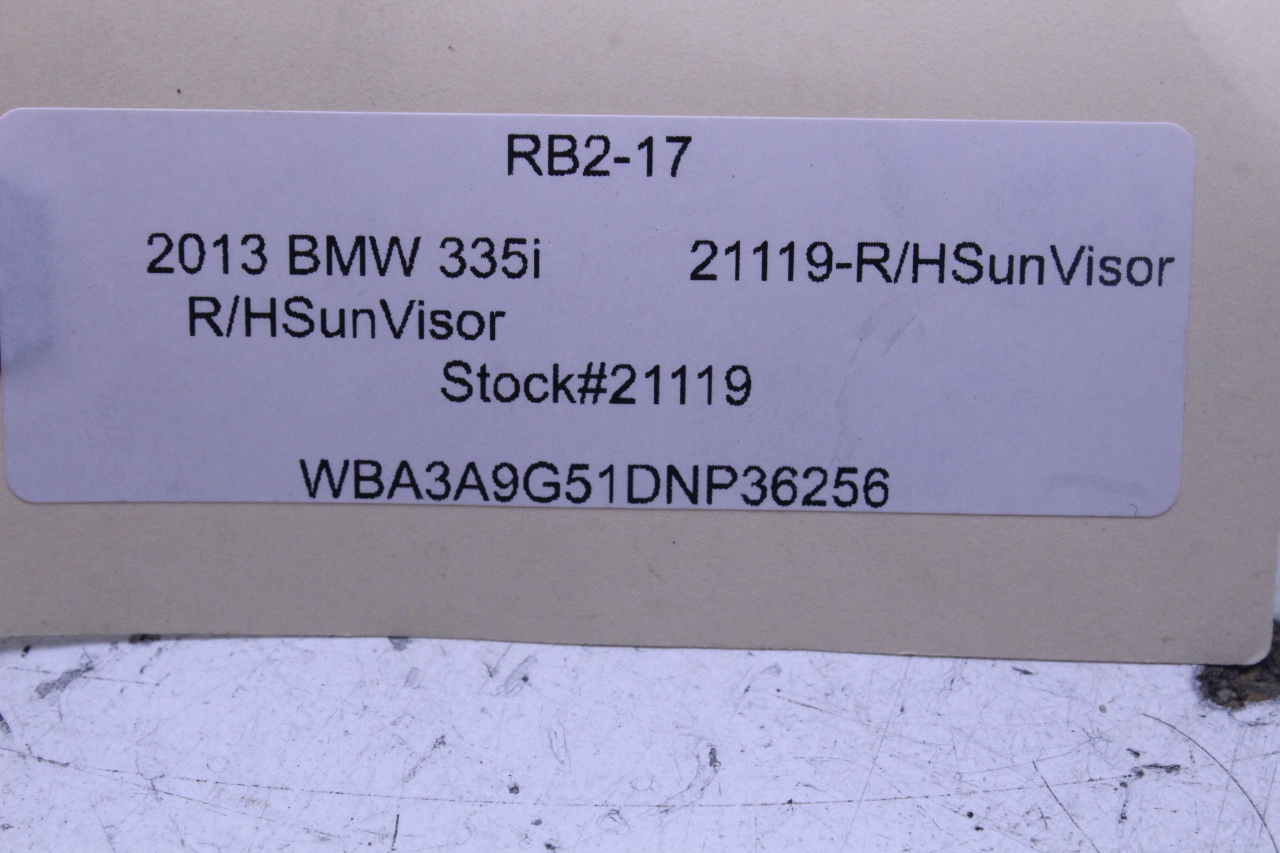 RB2-17
2013 BMW 335i 21119-R/HSunVisor
R/HSunVisor
Stock#21119
WBA3A9G51DNP36256